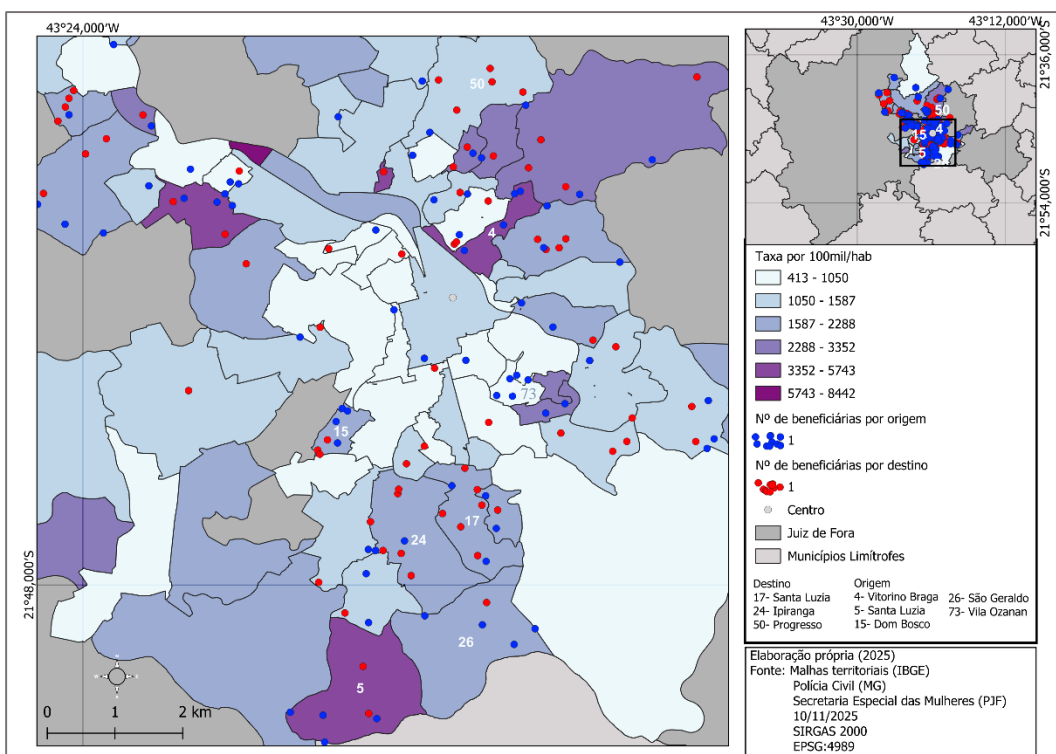 43°24,000'W
21°48,000'S
50
4
73
15
17
24
26
5
0 1 2 km
43°30,000'W 43°12,000'W
21°36,000'S
21°54,000'S
50
15 4
5
Taxa por 100mil/hab
413 - 1050
1050 - 1587
1587 - 2288
2288 - 3352
3352 - 5743
5743 - 8442
Nº de beneficiárias por origem
1
Nº de beneficiárias por destino
1
Centro
Juiz de Fora
Municípios Limítrofes
Destino Origem
17- Santa Luzia 4- Vitorino Braga 26- São Geraldo
24- Ipiranga 5- Santa Luzia 73- Vila Ozanan
50- Progresso 15- Dom Bosco
Elaboração própria (2025)
Fonte: Malhas territoriais (IBGE)
Polícia Civil (MG)
Secretaria Especial das Mulheres (PJF)
10/11/2025
SIRGAS 2000
EPSG:4989